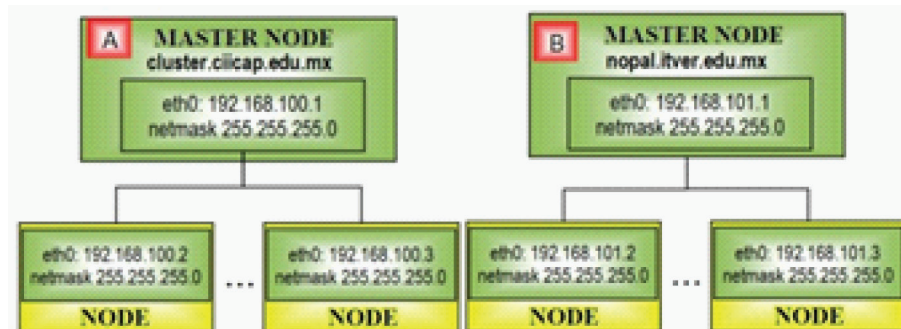 A
MASTER NODE
cluster.ciicap.edu.mx
eth0: 192.168.100.1
netmask 255.255.255.0
B
MASTER NODE
nopal.itver.edu.mx
eth0: 192.168.101.1
netmask 255.255.255.0
eth0: 192.168.100.2
netmask 255.255.255.0
NODE
...
eth0: 192.168.100.3
netmask 255.255.255.0
NODE
eth0: 192.168.101.2
netmask 255.255.255.0
NODE
...
eth0: 192.168.101.3
netmask 255.255.255.0
NODE